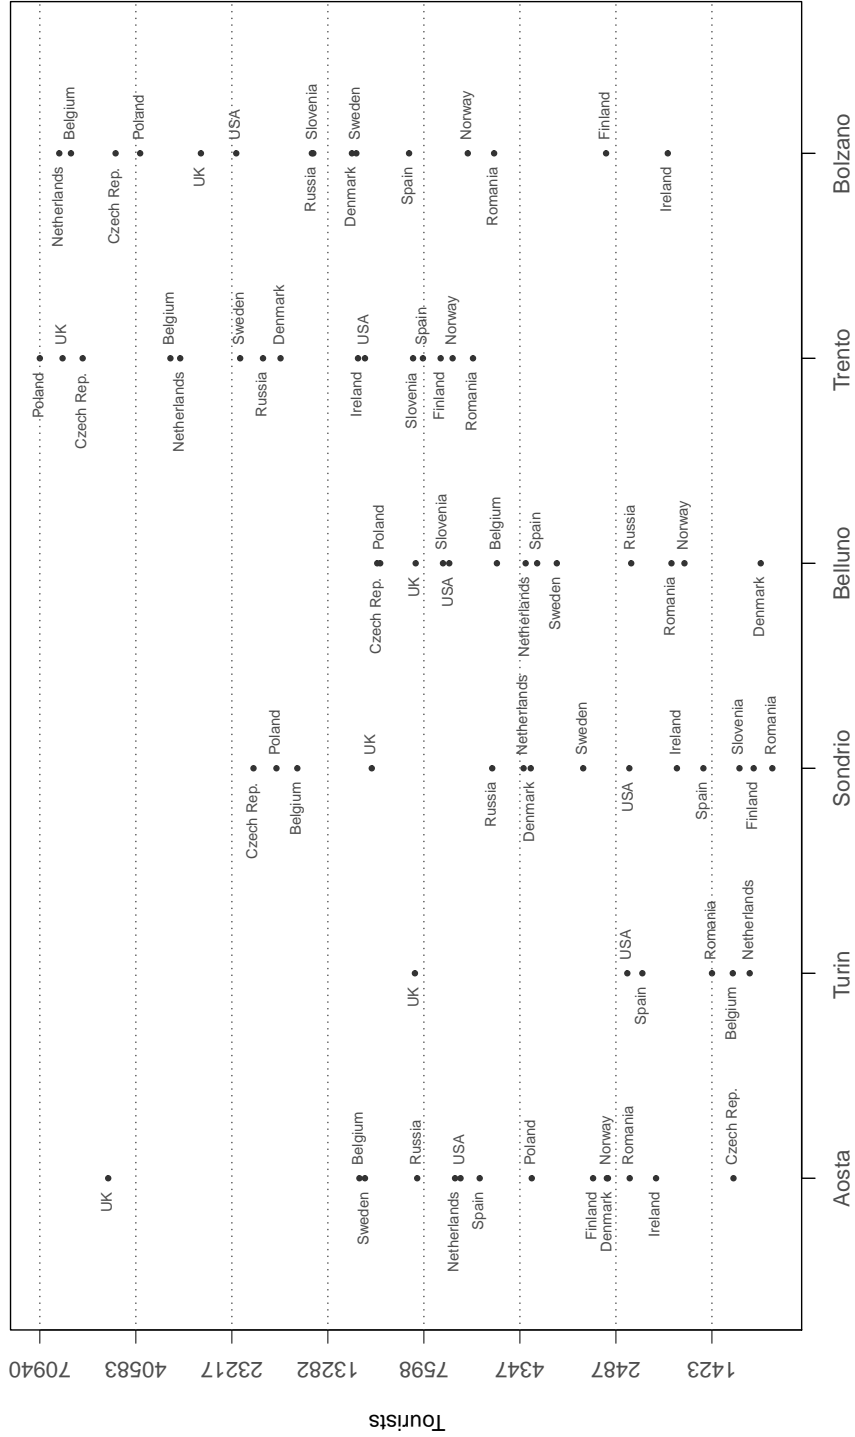 Tourists
70940
40583
23217
13282
7598
4347
2487
1423
Aosta
Turin
Sondrio
Belluno
Trento
Bolzano
UK
Belgium
Sweden
Russia
Netherlands
USA
Spain
Poland
Finland
Norway
Denmark
Romania
Ireland
Czech Rep.
UK
USA
Spain
Romania
Belgium
Netherlands
Czech Rep.
Poland
Belgium
UK
Russia
Netherlands
Denmark
Sweden
USA
Ireland
Spain
Slovenia
Finland
Romania
Czech Rep.
Poland
UK
Slovenia
USA
Belgium
Netherlands
Spain
Sweden
Russia
Romania
Norway
Denmark
Poland
UK
Czech Rep.
Belgium
Netherlands
Sweden
Russia
Denmark
Ireland
USA
Slovenia
Spain
Finland
Norway
Romania
Netherlands
Belgium
Czech Rep.
Poland
UK
USA
Russia
Slovenia
Denmark
Sweden
Spain
Norway
Romania
Finland
Ireland